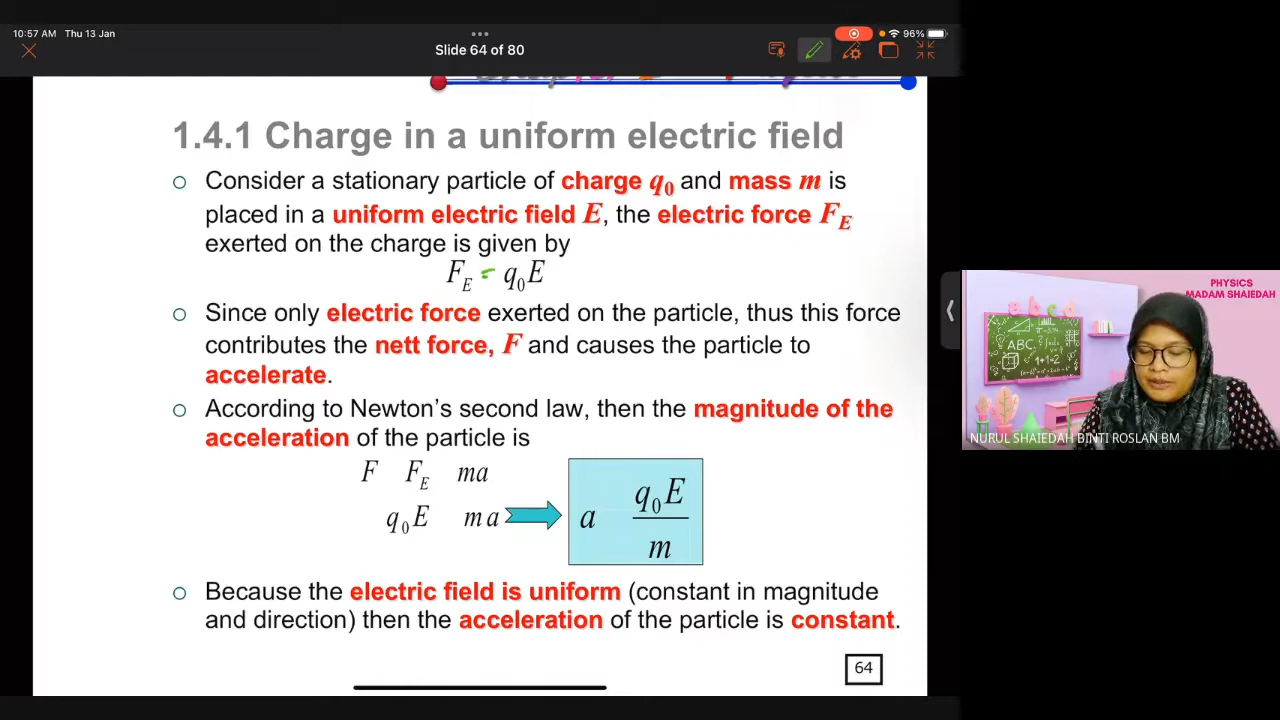 10:57 AM Thu 13 Jan
96%
Slide 64 of 80
1.4.1 Charge in a uniform electric field
Consider a stationary particle of charge q0 and mass m is
placed in a uniform electric field E, the electric force FE
exerted on the charge is given by
FE = q0E
Since only electric force exerted on the particle, thus this force
contributes the nett force, F and causes the particle to
accelerate.
According to Newton's second law, then the magnitude of the
acceleration of the particle is
F FE ma
q0E ma
a q0E
m
Because the electric field is uniform (constant in magnitude
and direction) then the acceleration of the particle is constant.
64
PHYSICS
MADAM SHAIEDAH
a b c d
ABC
1+1=2
NURUL SHAIEDAH BINTI ROSLAN BM